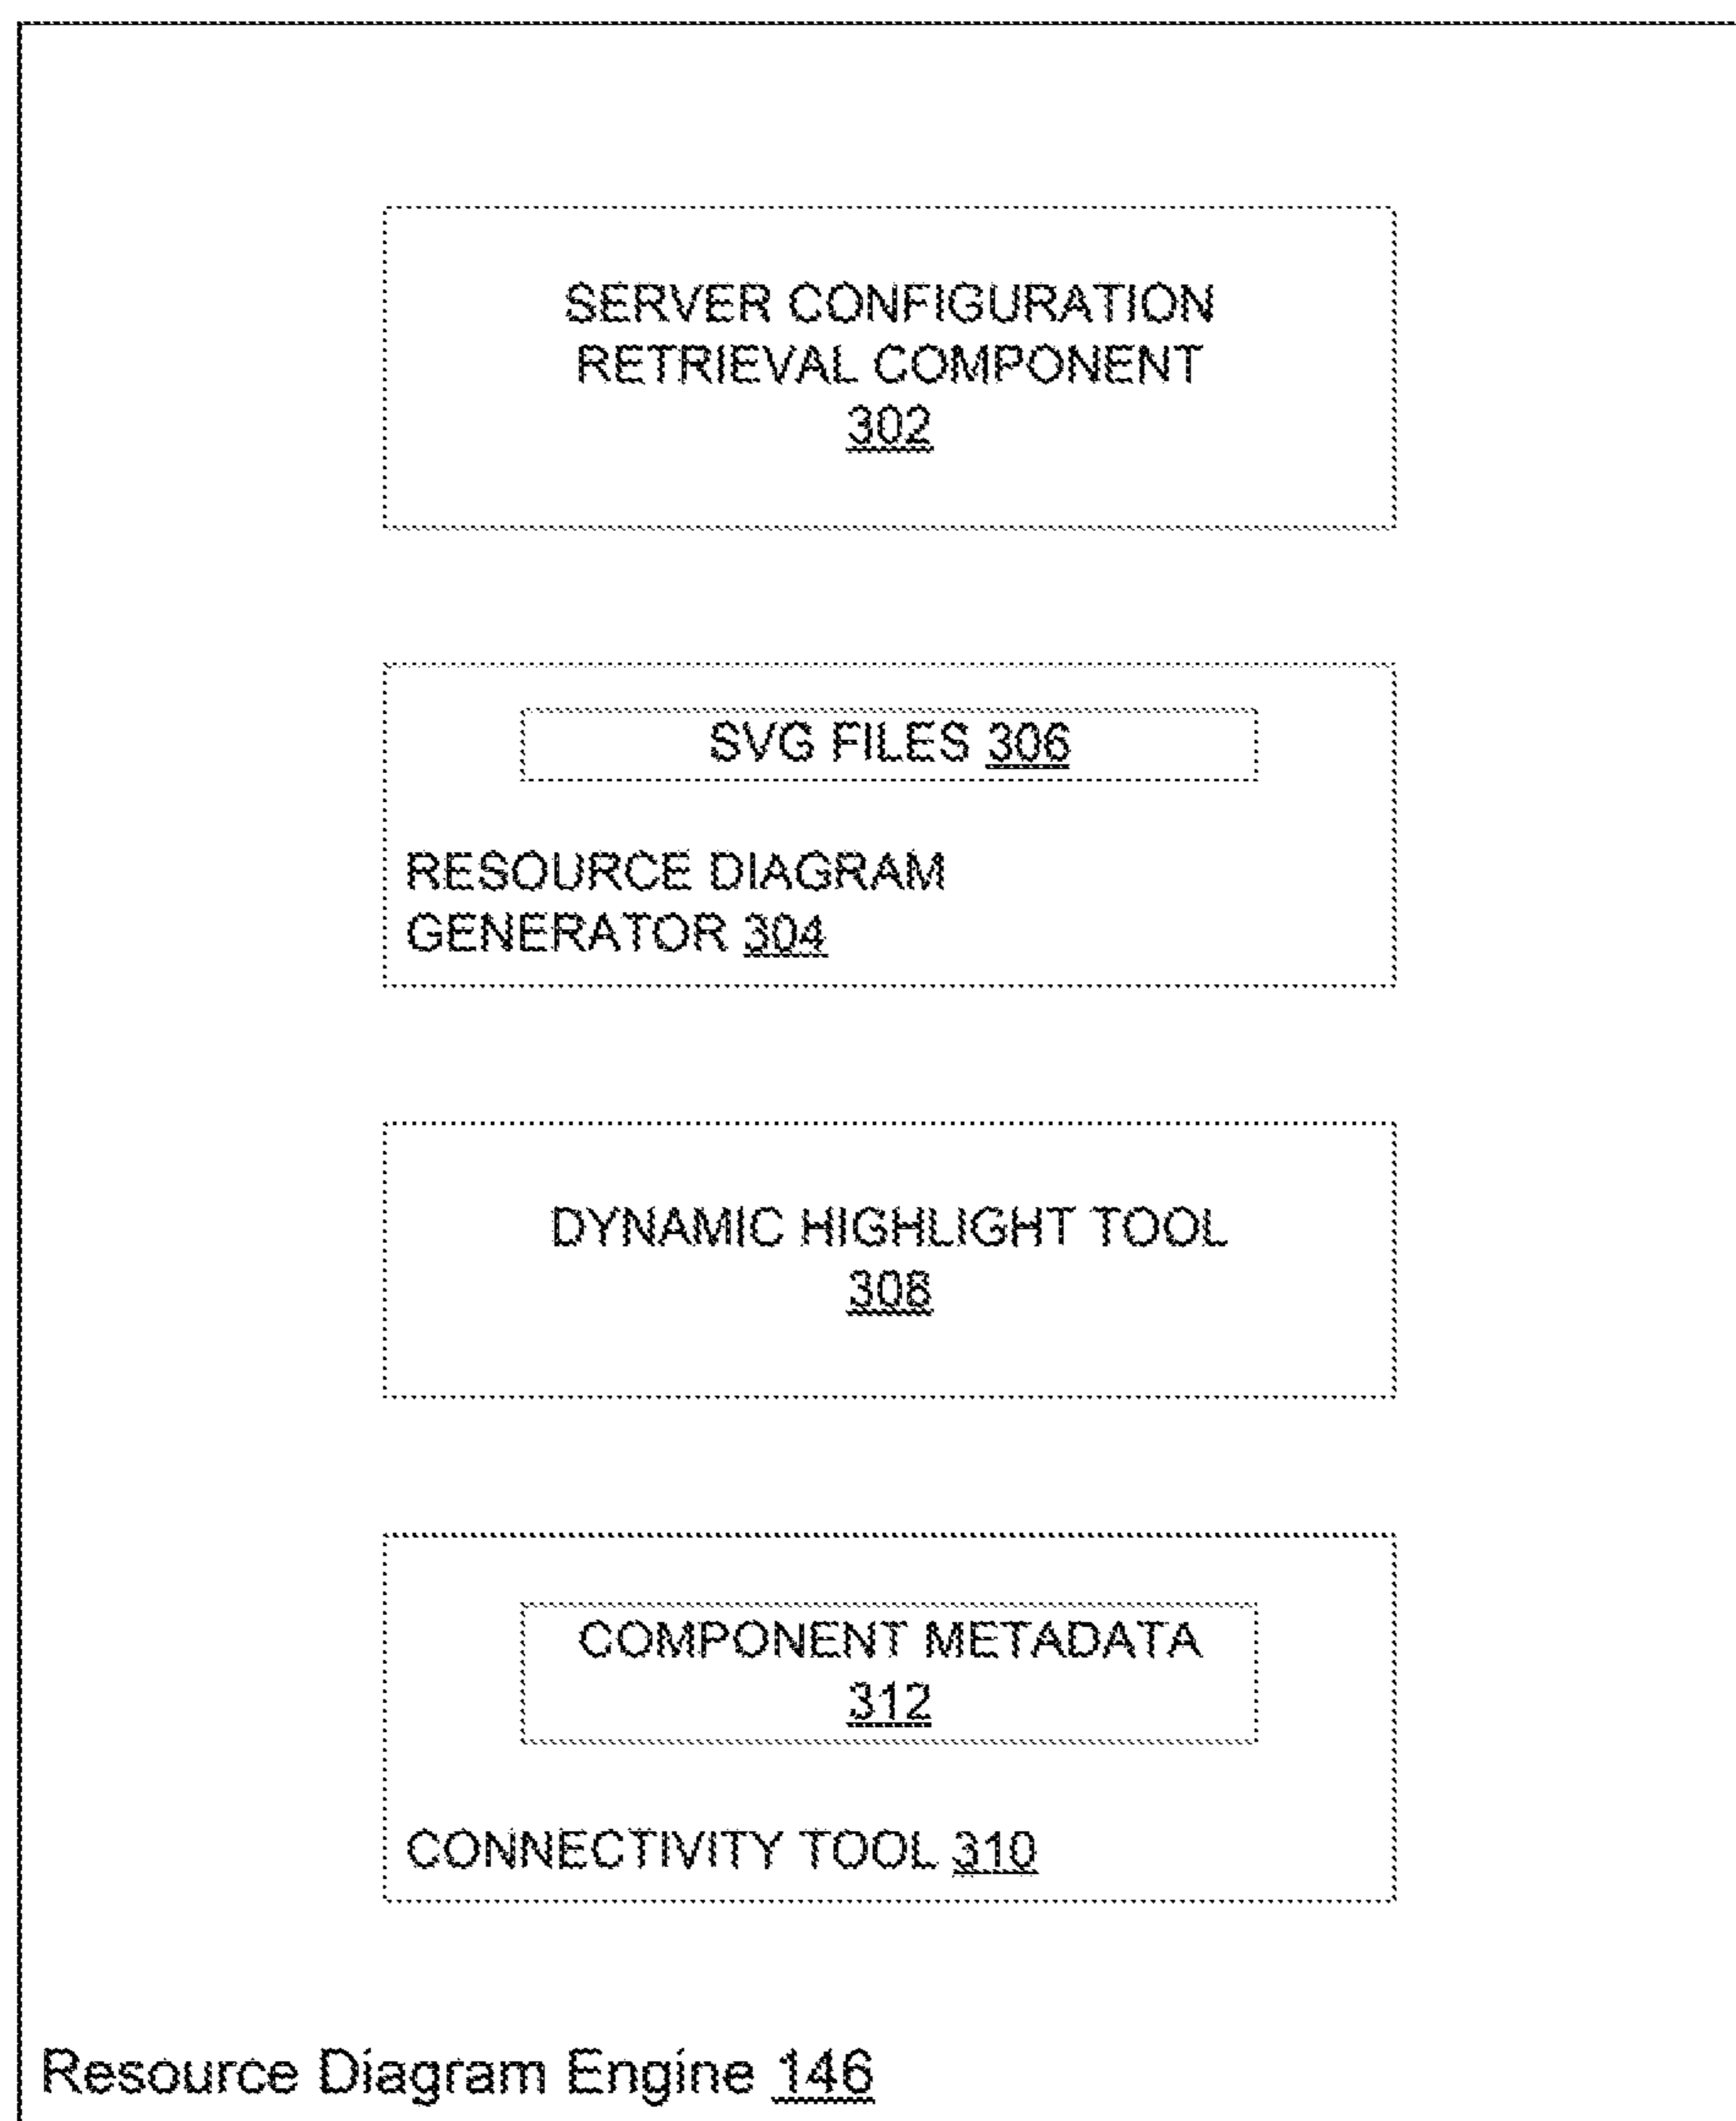 SERVER CONFIGURATION
RETRIEVAL COMPONENT
302
SVG FILES 306
RESOURCE DIAGRAM
GENERATOR 304
DYNAMIC HIGHLIGHT TOOL
308
COMPONENT METADATA
312
CONNECTIVITY TOOL 310
Resource Diagram Engine 146